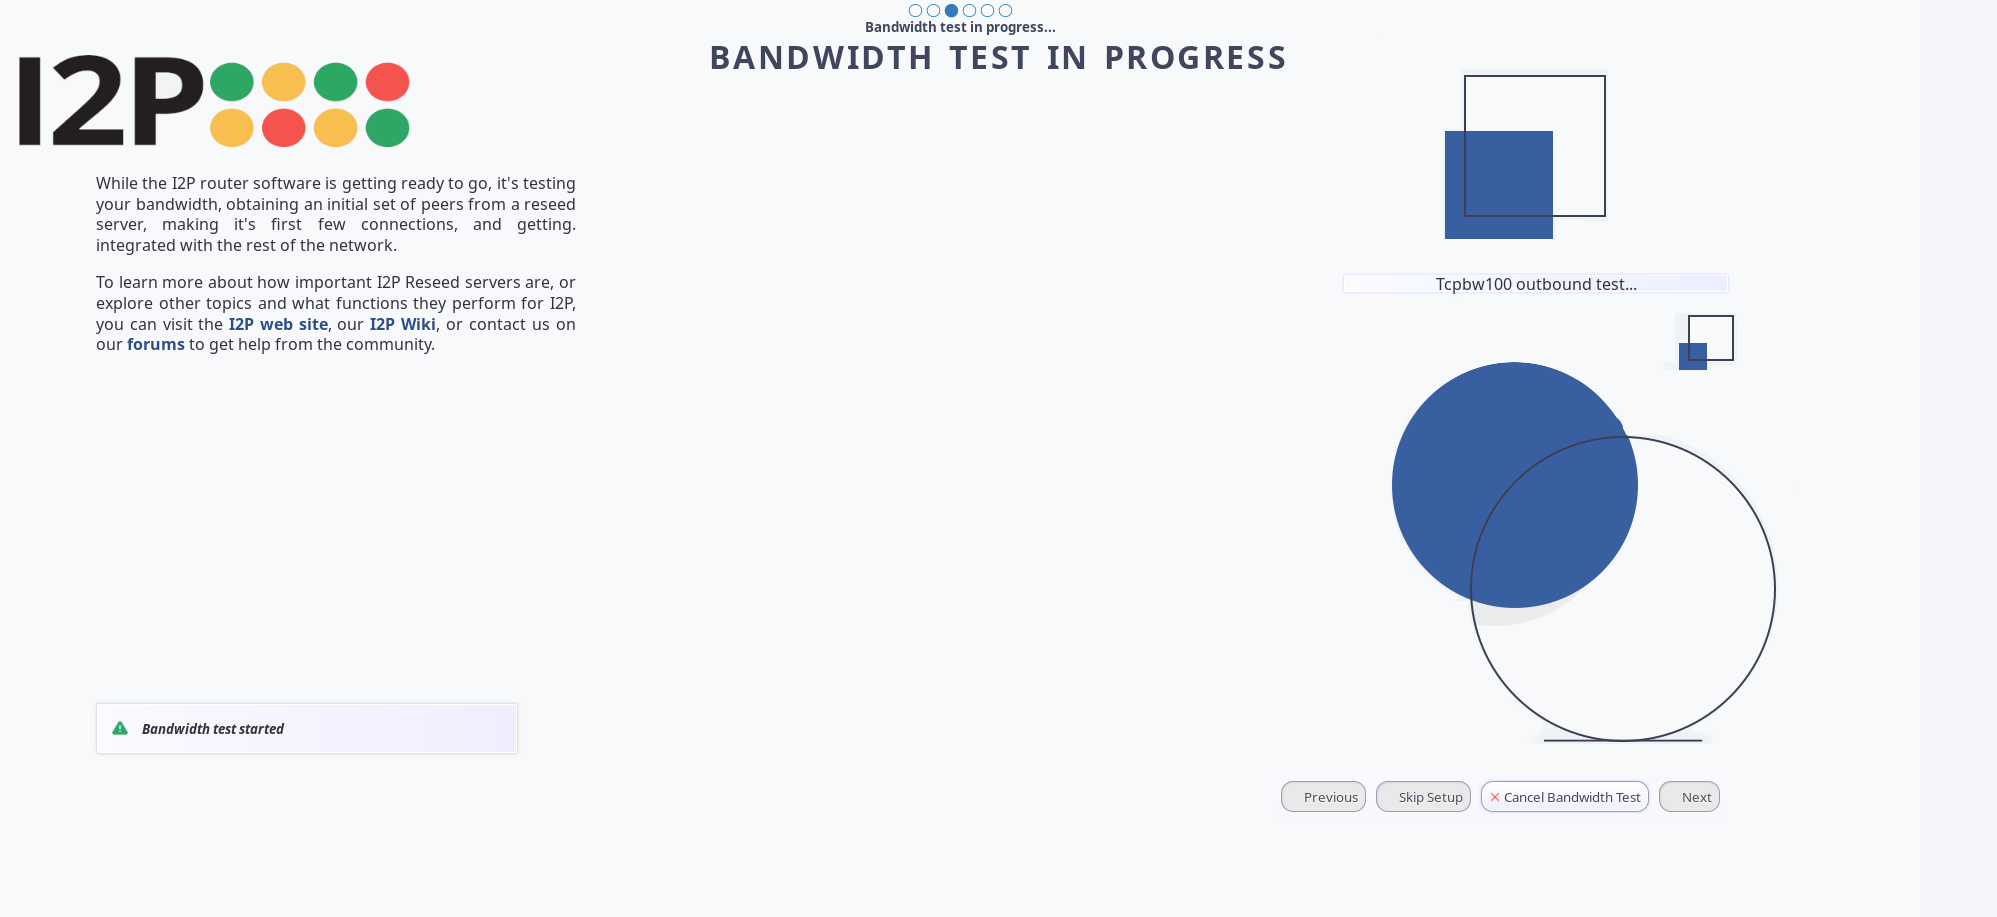 Bandwidth test in progress...
BANDWIDTH TEST IN PROGRESS
I2P
While the I2P router software is getting ready to go, it's testing
your bandwidth, obtaining an initial set of peers from a reseed
server, making it's first few connections, and getting.
integrated with the rest of the network.
To learn more about how important I2P Reseed servers are, or
explore other topics and what functions they perform for I2P,
you can visit the I2P web site, our I2P Wiki, or contact us on
our forums to get help from the community.
Tcpbw100 outbound test...
Bandwidth test started
Previous
Skip Setup
Cancel Bandwidth Test
Next